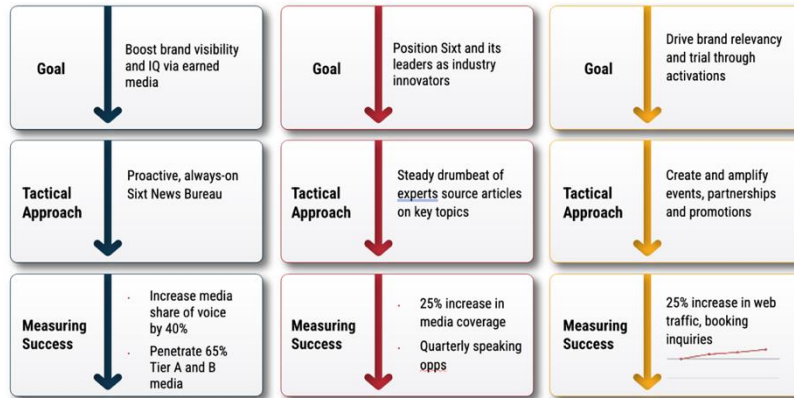 Goal
Boost brand visibility
and IQ via earned
media
Goal
Position Sixt and its
leaders as industry
innovators
Goal
Drive brand relevancy
and trial through
activations
Tactical
Approach
Proactive, always-on
Sixt News Bureau
Tactical
Approach
Steady drumbeat of
experts source articles
on key topics
Tactical
Approach
Create and amplify
events, partnerships
and promotions
Measuring
Success
· Increase media
share of voice
by 40%
· Penetrate 65%
Tier A and B
media
Measuring
Success
· 25% increase in
media coverage
· Quarterly speaking
opps
Measuring
Success
25% increase in web
traffic, booking
inquiries